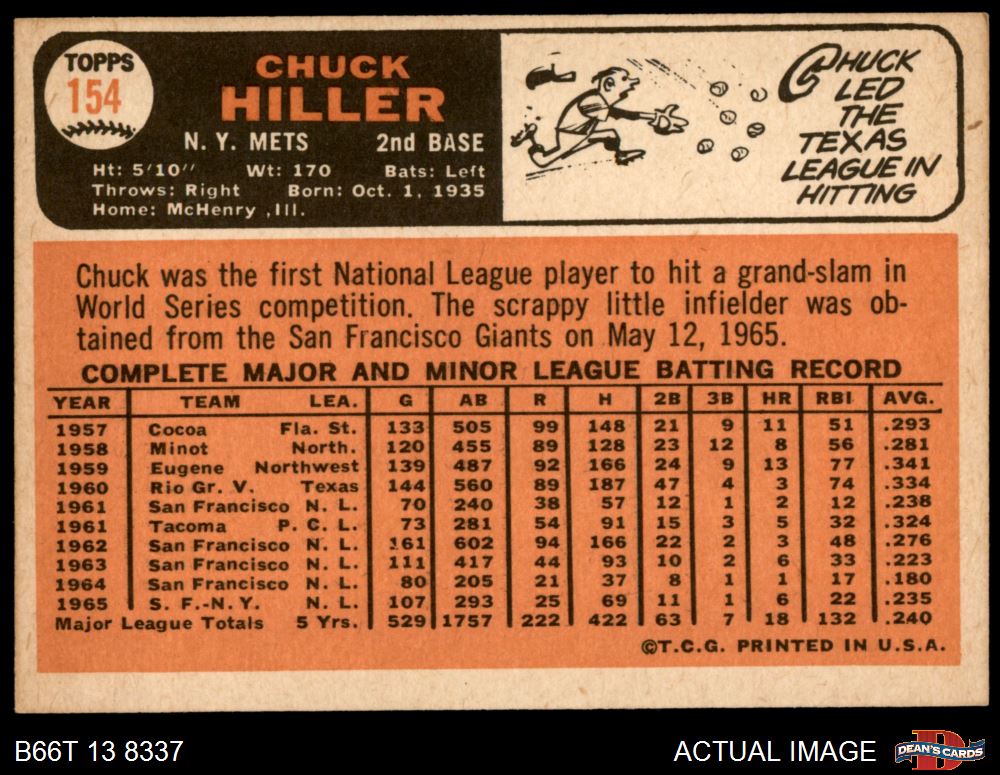 TOPPS
154
CHUCK
HILLER
N. Y. METS 2nd BASE
Ht: 5'10" Wt: 170 Bats: Left
Throws: Right Born: Oct. 1, 1935
Home: McHenry ,Ill.
CHUCK
LED
THE
TEXAS
LEAGUE IN
HITTING
Chuck was the first National League player to hit a grand-slam in
World Series competition. The scrappy little infielder was ob-
tained from the San Francisco Giants on May 12, 1965.
COMPLETE MAJOR AND MINOR LEAGUE BATTING RECORD
YEAR TEAM LEA. G AB R H 2B 3B HR RBI AVG.
1957 Cocoa Fla. St. 133 505 99 148 21 9 11 51 .293
1958 Minot North. 120 455 89 128 23 12 8 56 .281
1959 Eugene Northwest 139 487 92 166 24 9 13 77 .341
1960 Rio Gr. V. Texas 144 560 89 187 47 4 3 74 .334
1961 San Francisco N. L. 70 240 38 57 12 1 2 12 .238
1961 Tacoma P. C. L. 73 281 54 91 15 3 5 32 .324
1962 San Francisco N. L. 161 602 94 166 22 2 3 48 .276
1963 San Francisco N. L. 111 417 44 93 10 2 6 33 .223
1964 San Francisco N. L. 80 205 21 37 8 1 1 17 .180
1965 S. F.-N. Y. N. L. 107 293 25 69 11 1 6 22 .235
Major League Totals 5 Yrs. 529 1757 222 422 63 7 18 132 .240
©T.C.G. PRINTED IN U.S.A.
B66T 13 8337
ACTUAL IMAGE
D
DEAN'S CARDS